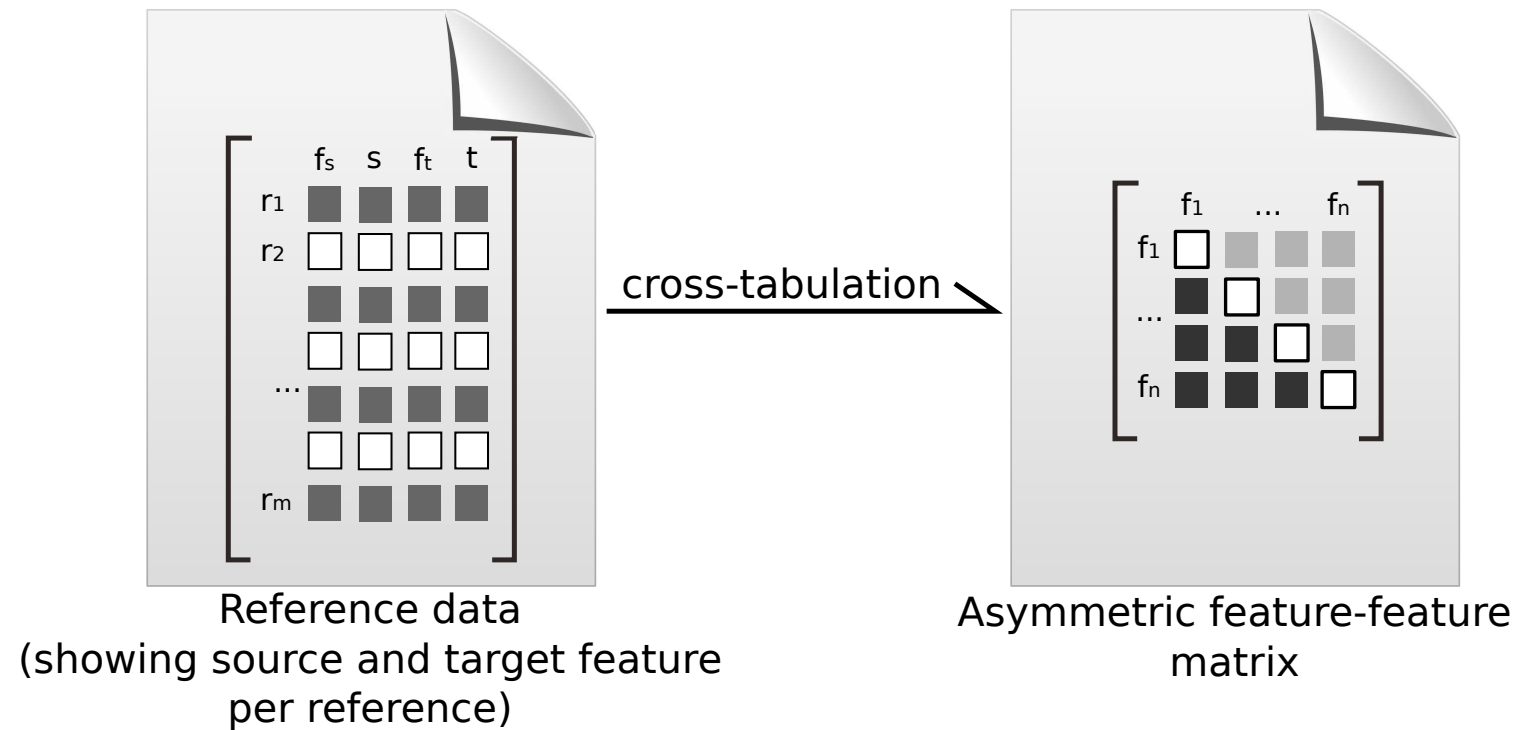 fs s ft t
r1
r2
...
rm
Reference data
(showing source and target feature
per reference)
cross-tabulation
f1 ... fn
f1
...
fn
Asymmetric feature-feature
matrix